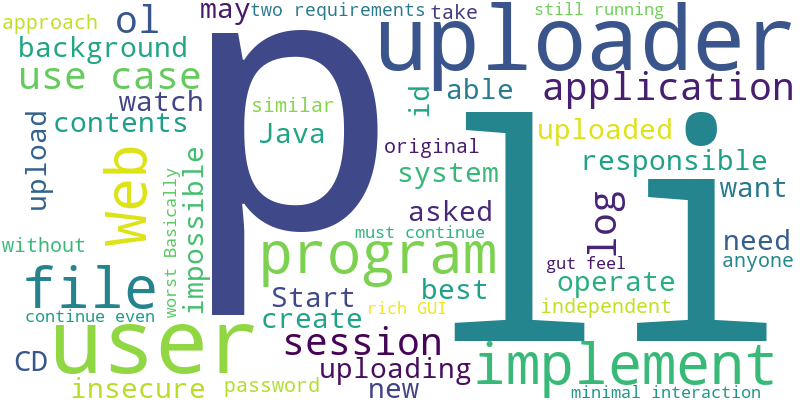 may
two requirements
take
still running
approach
ol
uploader
background
p
use case
application
able
watch
similar
id
li
contents
Java
uploaded
upload
original
responsible
Web
system
want
impossible
asked
log
without
worst Basically
must continue
need
program
gut feel
anyone
file
Start
best
operate
continue even
create
rich GUI
independent
user
session
implement
CD
uploading
insecure
password
new
minimal interaction